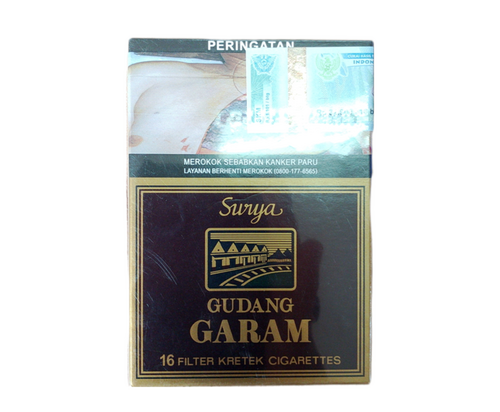 PERINGATAN
MEROKOK SEBABKAN KANKER PARU
LAYANAN BERHENTI MEROKOK (0800-177-6565)
Surya
GUDANG
GARAM
16 FILTER KRETEK CIGARETTES